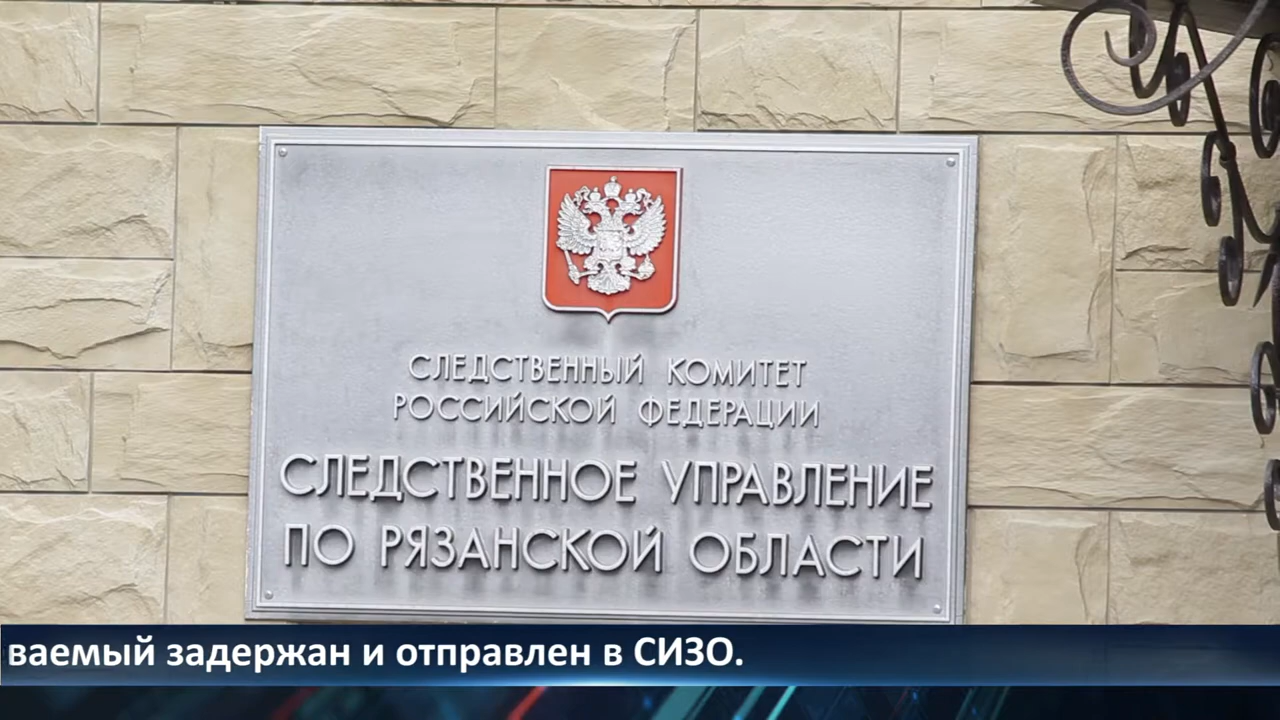 СЛЕДСТВЕННЫЙ КОМИТЕТ
РОССИЙСКОЙ ФЕДЕРАЦИИ
СЛЕДСТВЕННОЕ УПРАВЛЕНИЕ
ПО РЯЗАНСКОЙ ОБЛАСТИ
ваемый задержан и отправлен в СИЗО.